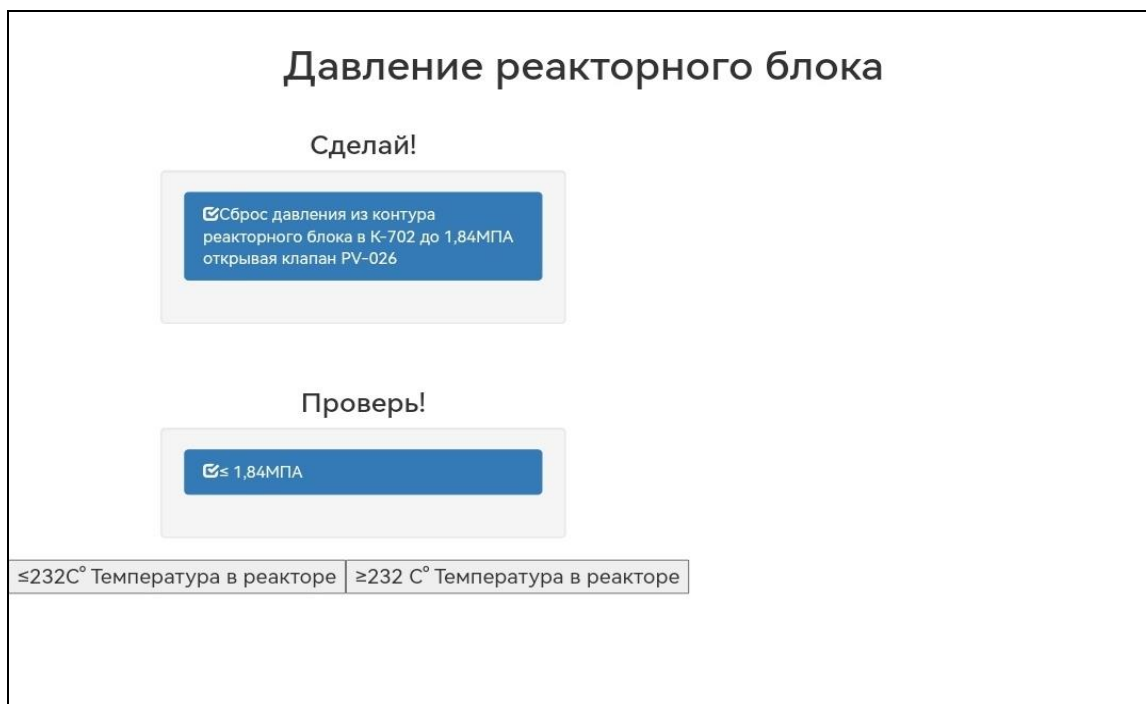 Давление реакторного блока
Сделай!
Сброс давления из контура
реакторного блока в К-702 до 1,84МПА
открывая клапан PV-026
Проверь!
≤ 1,84МПА
≤232С° Температура в реакторе
≥232 С° Температура в реакторе